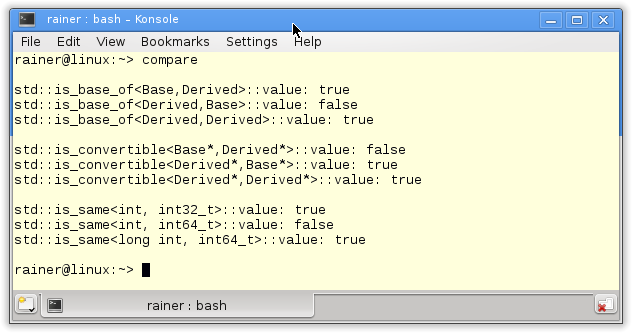 rainer : bash – Konsole
File Edit View Bookmarks Settings Help
rainer@linux:~> compare
std::is_base_of<Base,Derived>::value: true
std::is_base_of<Derived,Base>::value: false
std::is_base_of<Derived,Derived>::value: true
std::is_convertible<Base*,Derived*>::value: false
std::is_convertible<Derived*,Base*>::value: true
std::is_convertible<Derived*,Derived*>::value: true
std::is_same<int, int32_t>::value: true
std::is_same<int, int64_t>::value: false
std::is_same<long int, int64_t>::value: true
rainer@linux:~>
rainer : bash